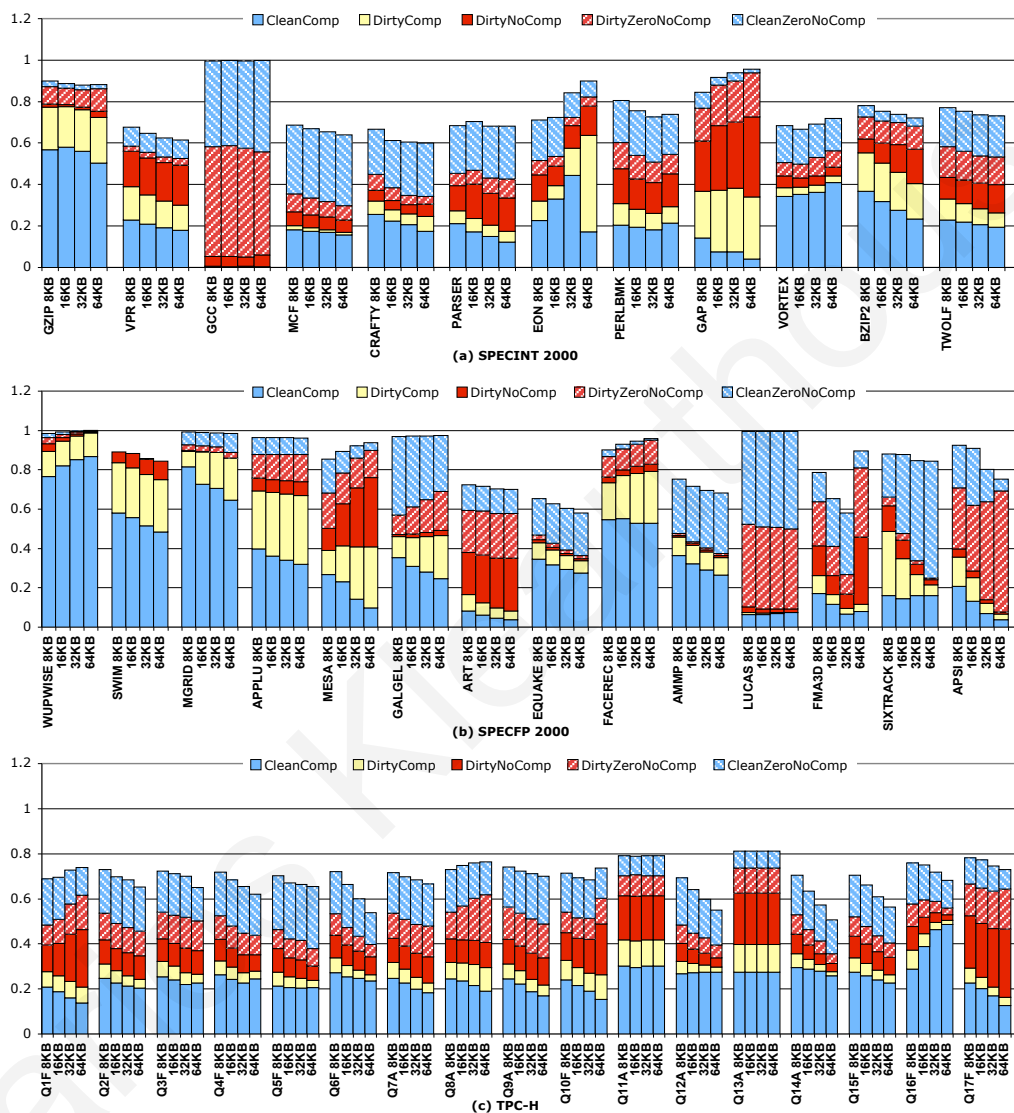 1.2
CleanComp DirtyComp DirtyNoComp DirtyZeroNoComp CleanZeroNoComp
1
0.8
0.6
0.4
0.2
0
GZIP 8KB 16KB 32KB 64KB VPR 8KB 16KB 32KB 64KB GCC 8KB 16KB 32KB 64KB MCF 8KB 16KB 32KB 64KB CRAFTY 8KB 16KB 32KB 64KB PARSER 16KB 32KB 64KB EON 8KB 16KB 32KB 64KB PERLBMK 16KB 32KB 64KB GAP 8KB 16KB 32KB 64KB VORTEX 16KB 32KB 64KB BZIP2 8KB 16KB 32KB 64KB TWOLF 8KB 16KB 32KB 64KB
(a) SPECINT 2000
1.2
CleanComp DirtyComp DirtyNoComp DirtyZeroNoComp CleanZeroNoComp
1
0.8
0.6
0.4
0.2
0
WUPWISE 8KB 16KB 32KB 64KB SWIM 8KB 16KB 32KB 64KB MGRID 8KB 16KB 32KB 64KB APPLU 8KB 16KB 32KB 64KB MESA 8KB 16KB 32KB 64KB GALGEL 8KB 16KB 32KB 64KB ART 8KB 16KB 32KB 64KB EQUAKE 8KB 16KB 32KB 64KB FACEREC 8KB 16KB 32KB 64KB AMMP 8KB 16KB 32KB 64KB LUCAS 8KB 16KB 32KB 64KB FMA3D 8KB 16KB 32KB 64KB SIXTRACK 8KB 16KB 32KB 64KB APSI 8KB 16KB 32KB 64KB
(b) SPECFP 2000
1.2
CleanComp DirtyComp DirtyNoComp DirtyZeroNoComp CleanZeroNoComp
1
0.8
0.6
0.4
0.2
0
Q1F 8KB 16KB 32KB 64KB Q2F 8KB 16KB 32KB 64KB Q3F 8KB 16KB 32KB 64KB Q4F 8KB 16KB 32KB 64KB Q5F 8KB 16KB 32KB 64KB Q6F 8KB 16KB 32KB 64KB Q7A 8KB 16KB 32KB 64KB Q8A 8KB 16KB 32KB 64KB Q9A 8KB 16KB 32KB 64KB Q10F 8KB 16KB 32KB 64KB Q11A 8KB 16KB 32KB 64KB Q12A 8KB 16KB 32KB 64KB Q13A 8KB 16KB 32KB 64KB Q14A 8KB 16KB 32KB 64KB Q15F 8KB 16KB 32KB 64KB Q16F 8KB 16KB 32KB 64KB Q17F 8KB 16KB 32KB 64KB
(c) TPC-H